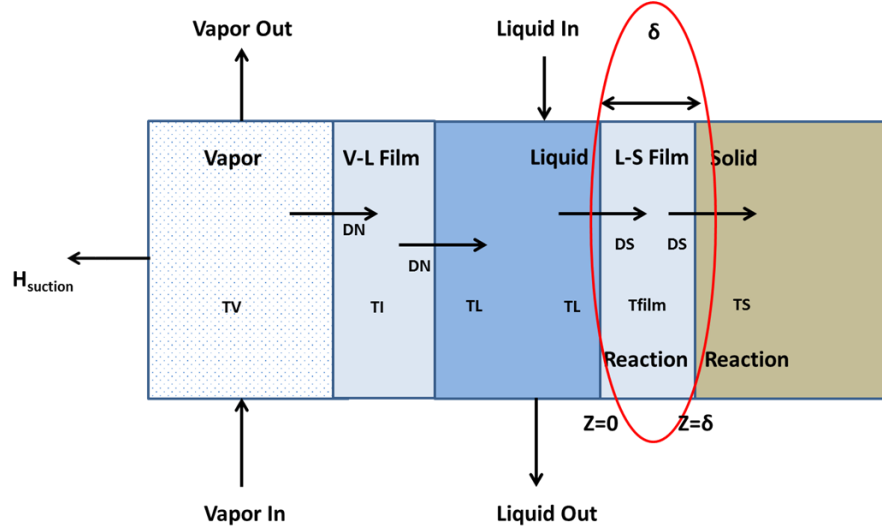 Vapor Out
Liquid In
δ
Vapor
V-L Film
Liquid
L-S Film
Solid
DN
DN
DS
DS
H_suction
TV
TI
TL
TL
Tfilm
TS
Reaction
Reaction
Z=0
Z=δ
Vapor In
Liquid Out